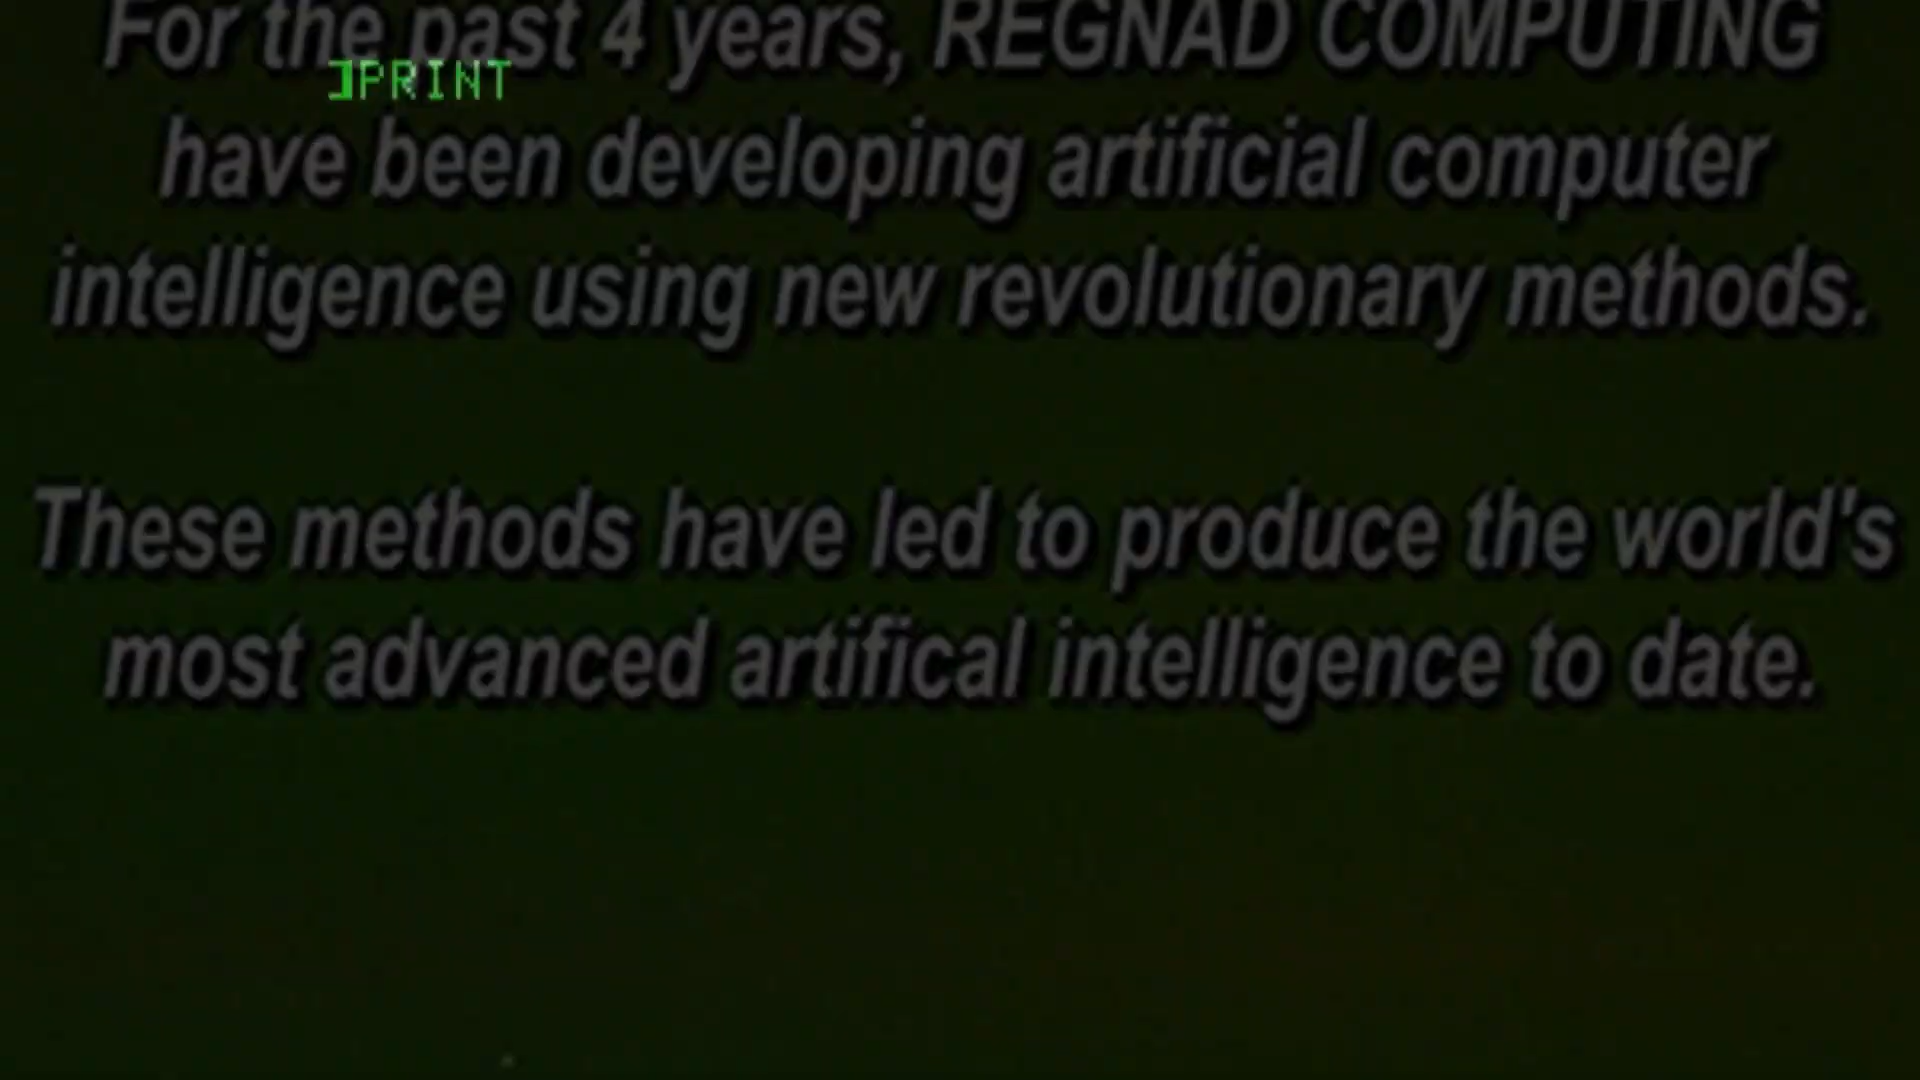 For the past 4 years, REGNAD COMPUTING
]PRINT
have been developing artificial computer
intelligence using new revolutionary methods.
These methods have led to produce the world's
most advanced artifical intelligence to date.